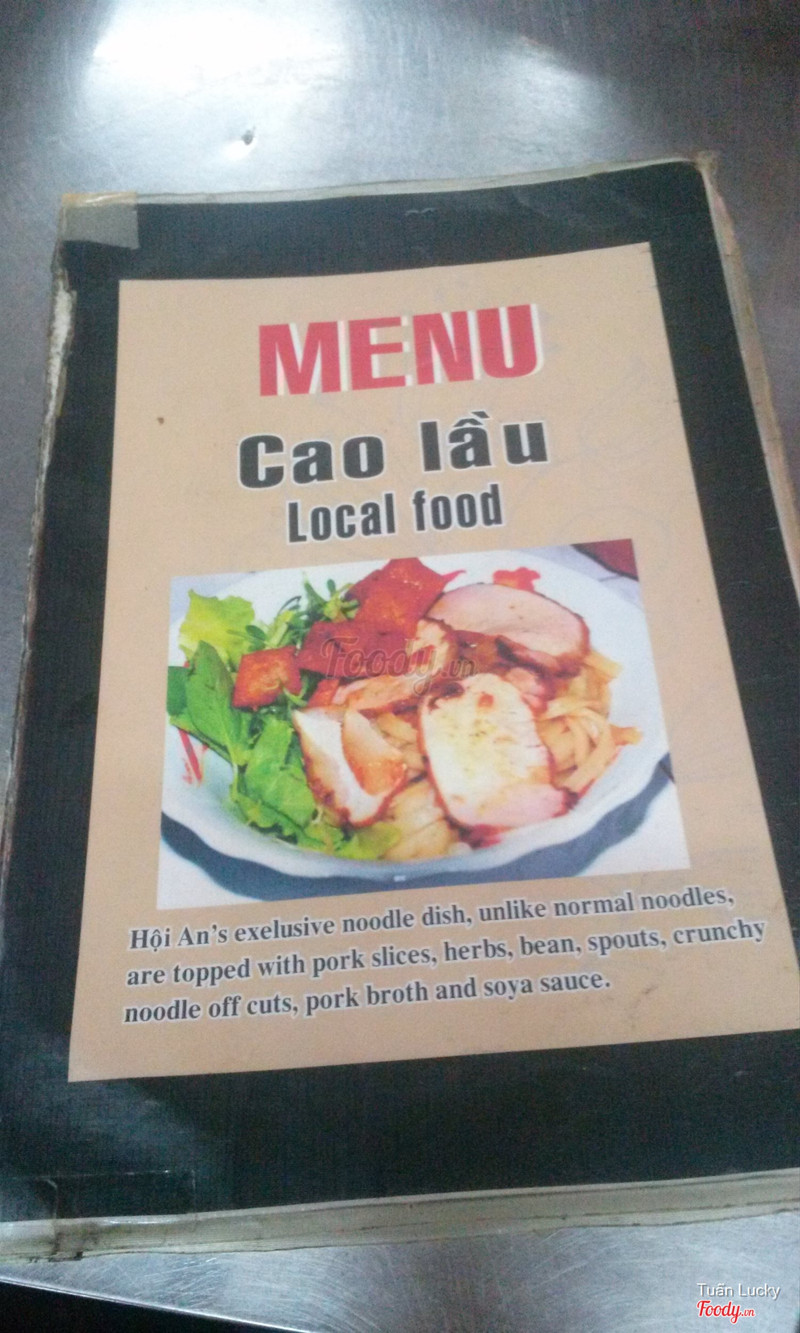 MENU
Cao lầu
Local food
Foody.vn
Hội An's exelusive noodle dish, unlike normal noodles,
are topped with pork slices, herbs, bean, spouts, crunchy
noodle off cuts, pork broth and soya sauce.
Tuấn Lucky
Foody.vn